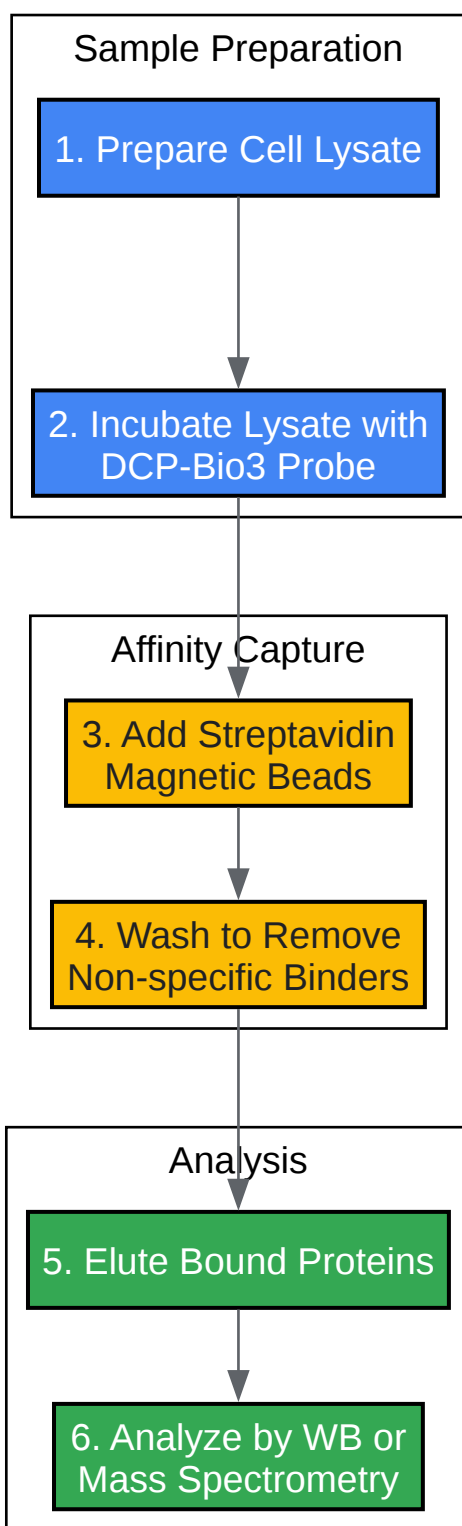 Sample Preparation
1. Prepare Cell Lysate
2. Incubate Lysate with
DCP-Bio3 Probe
Affinity Capture
3. Add Streptavidin
Magnetic Beads
4. Wash to Remove
Non-specific Binders
Analysis
5. Elute Bound Proteins
6. Analyze by WB or
Mass Spectrometry